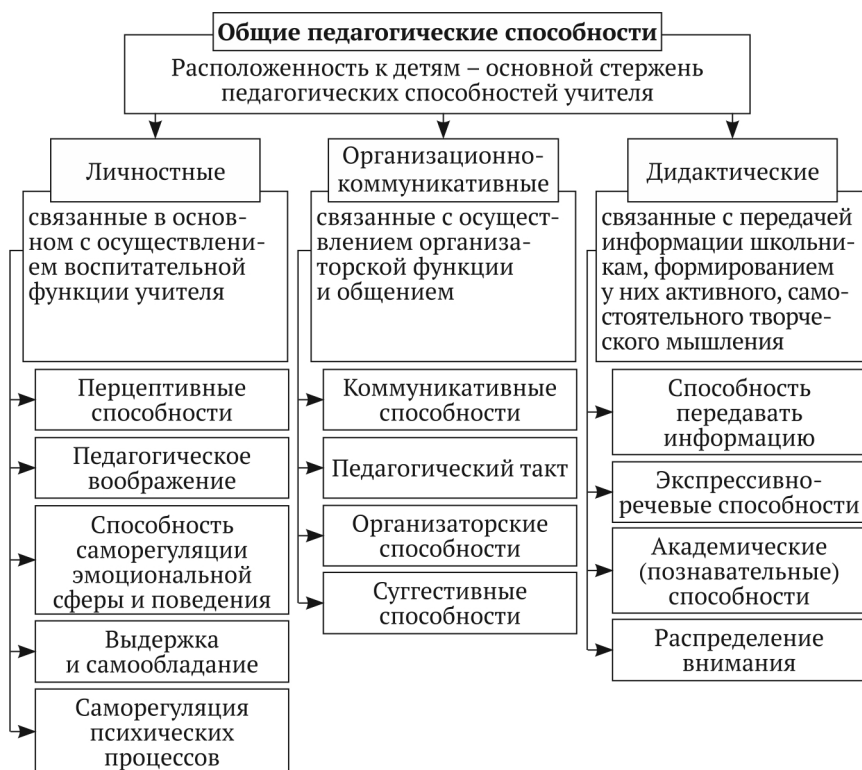 Общие педагогические способности
Расположенность к детям – основной стержень
педагогических способностей учителя
Личностные
связанные в основ-
ном с осуществлени-
ем воспитательной
функции учителя
Перцептивные
способности
Педагогическое
воображение
Способность
саморегуляции
эмоциональной
сферы и поведения
Выдержка
и самообладание
Саморегуляция
психических
процессов
Организационно-
коммуникативные
связанные с осущест-
влением организа-
торской функции
и общением
Коммуникативные
способности
Педагогический такт
Организаторские
способности
Суггестивные
способности
Дидактические
связанные с передачей
информации школьни-
кам, формированием
у них активного, само-
стоятельного творче-
ского мышления
Способность
передавать
информацию
Экспрессивно-
речевые способности
Академические
(познавательные)
способности
Распределение
внимания